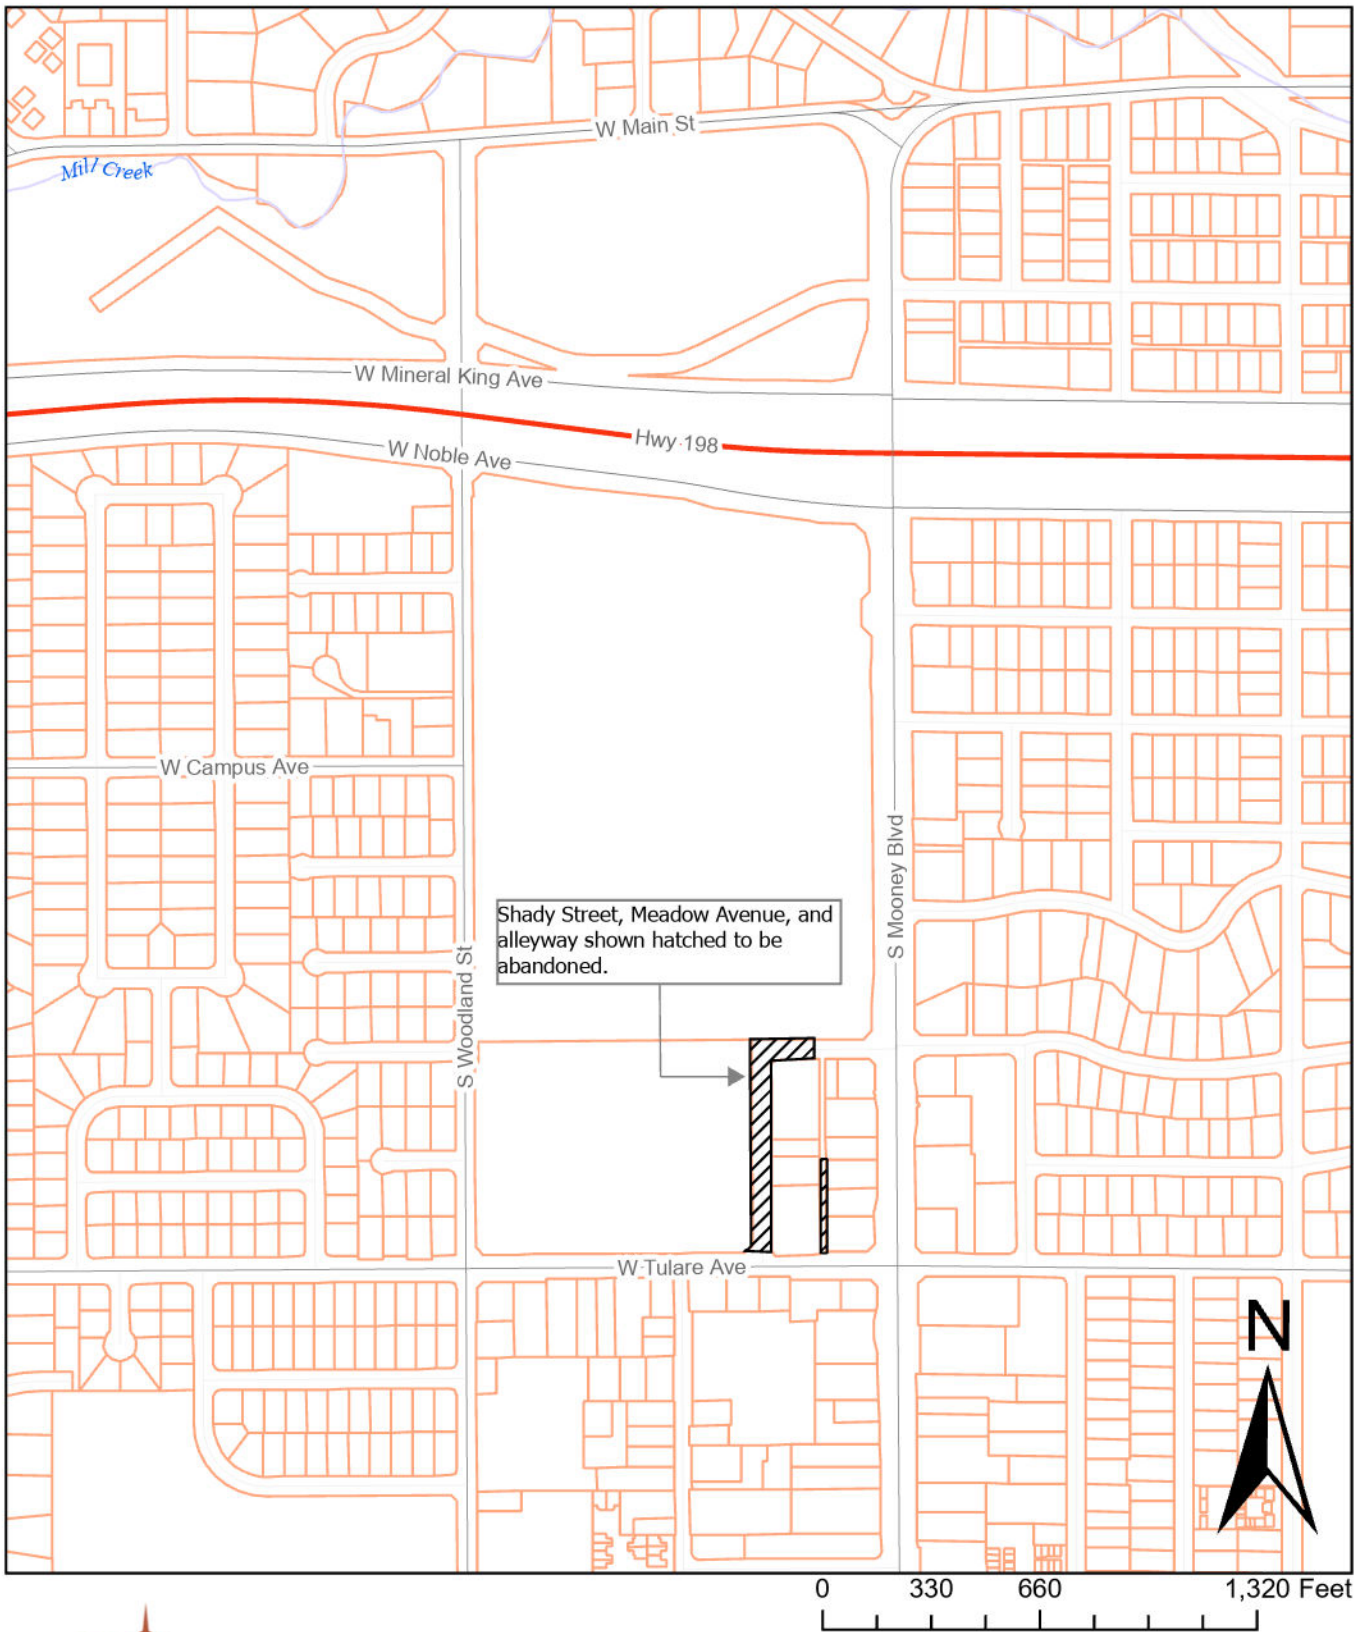 W Main St
Mill Creek
W Mineral King Ave
Hwy 198
W Noble Ave
W Campus Ave
S Mooney Blvd
Shady Street, Meadow Avenue, and
alleyway shown hatched to be
abandoned.
S Woodland St
W Tulare Ave
N
0 330 660 1,320 Feet